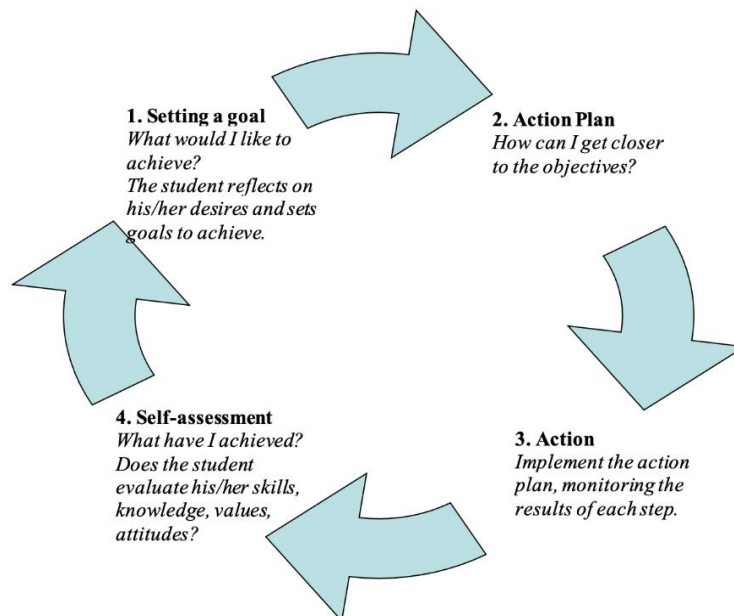 1. Setting a goal
What would I like to
achieve?
The student reflects on
his/her desires and sets
goals to achieve.
2. Action Plan
How can I get closer
to the objectives?
3. Action
Implement the action
plan, monitoring the
results of each step.
4. Self-assessment
What have I achieved?
Does the student
evaluate his/her skills,
knowledge, values,
attitudes?